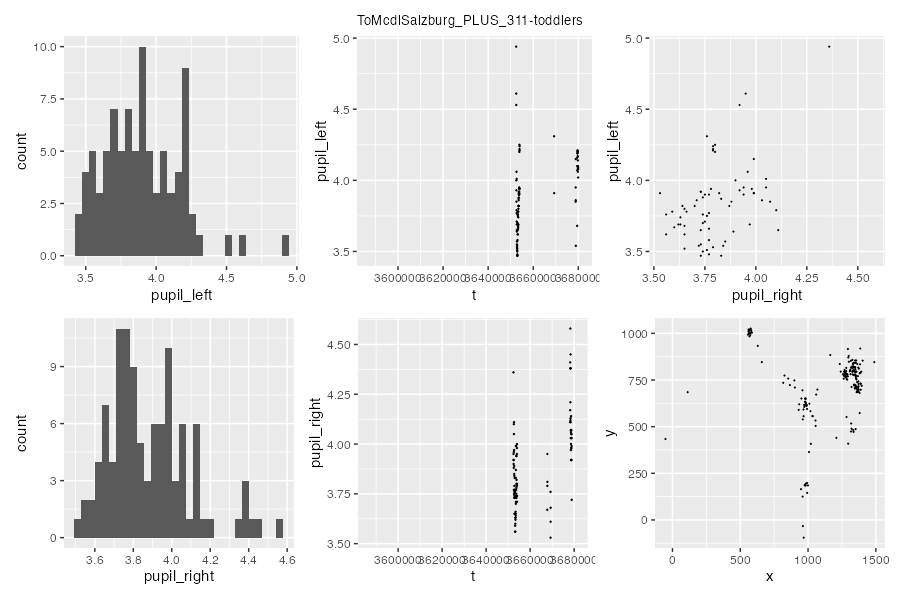 ToMcdlSalzburg_PLUS_311-toddlers
10.0
7.5
5.0
2.5
0.0
count
3.5 4.0 4.5 5.0
pupil_left
5.0
4.5
4.0
3.5
pupil_left
3600000 3620000 3640000 3660000 3680000
t
5.0
4.5
4.0
3.5
pupil_left
3.50 3.75 4.00 4.25 4.50
pupil_right
9
6
3
0
count
3.6 3.8 4.0 4.2 4.4 4.6
pupil_right
4.50
4.25
4.00
3.75
3.50
pupil_right
3600000 3620000 3640000 3660000 3680000
t
1000
750
500
250
0
y
0 500 1000 1500
x